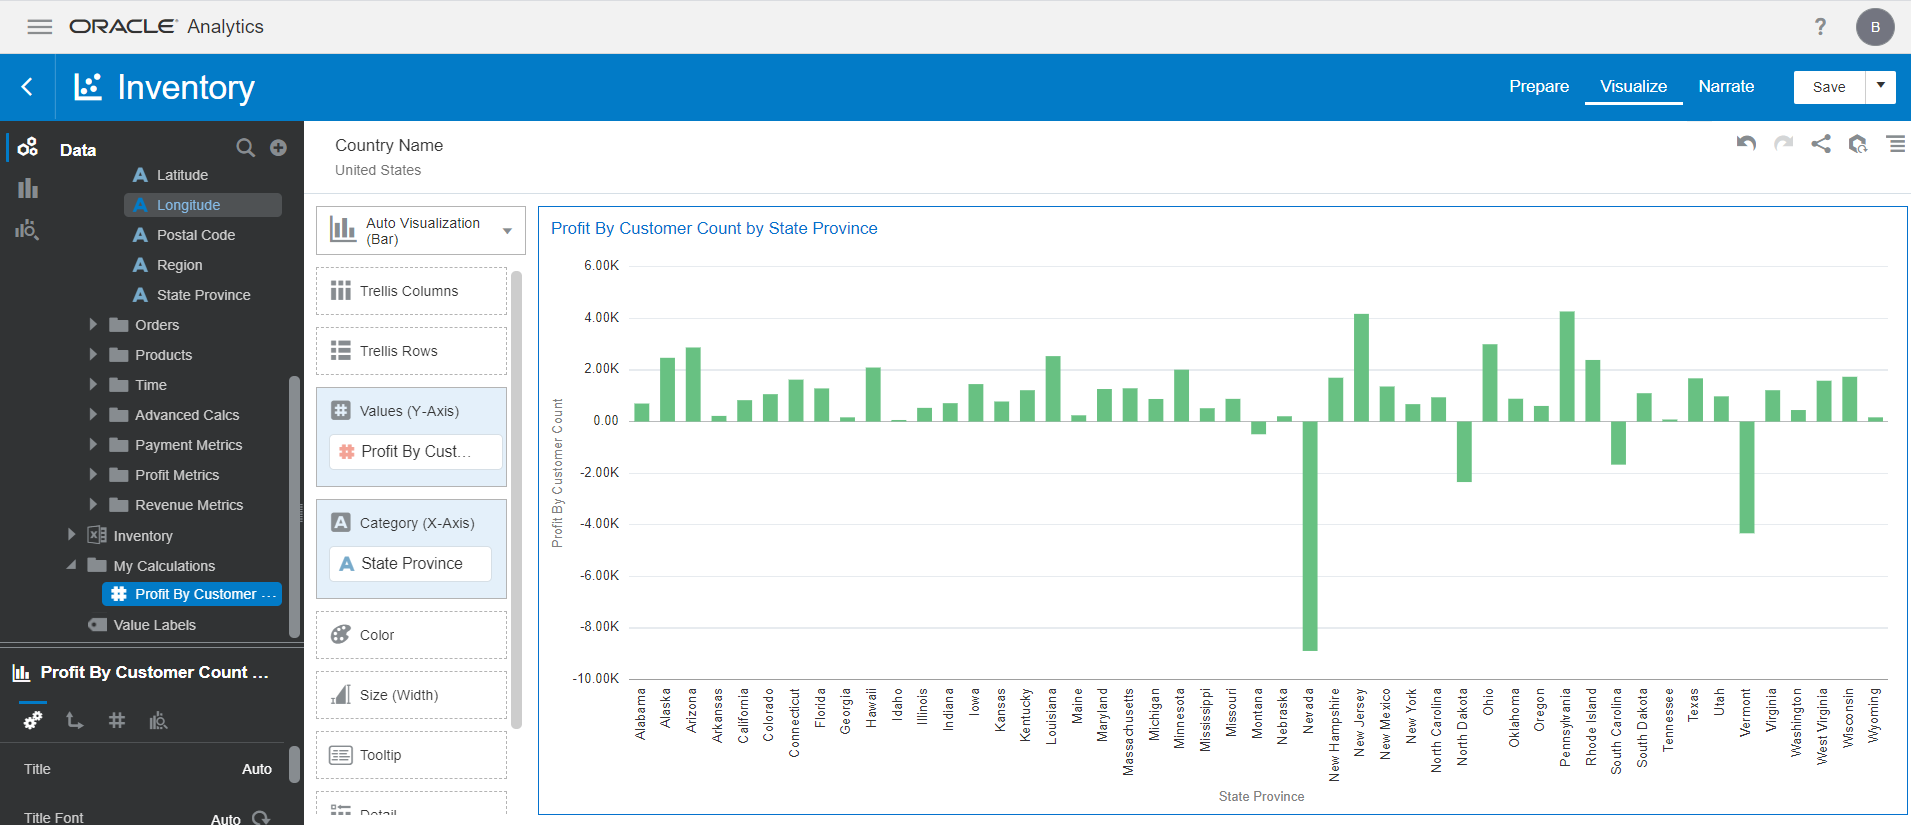 ORACLE Analytics
?
B
Inventory
Prepare
Visualize
Narrate
Save
Data
Latitude
Longitude
Postal Code
Region
State Province
Orders
Products
Time
Advanced Calcs
Payment Metrics
Profit Metrics
Revenue Metrics
Inventory
My Calculations
Profit By Customer ...
Value Labels
Profit By Customer Count ...
Title
Auto
Title Font
Auto
Country Name
United States
Auto Visualization
(Bar)
Trellis Columns
Trellis Rows
Values (Y-Axis)
Profit By Cust...
Category (X-Axis)
A State Province
Color
Size (Width)
Tooltip
Detail
Profit By Customer Count by State Province
Profit By Customer Count
6.00K
4.00K
2.00K
0.00
-2.00K
-4.00K
-6.00K
-8.00K
-10.00K
Alabama
Alaska
Arizona
Arkansas
California
Colorado
Connecticut
Florida
Georgia
Hawaii
Idaho
Illinois
Indiana
Iowa
Kansas
Kentucky
Louisiana
Maine
Maryland
Massachusetts
Michigan
Minnesota
Mississippi
Missouri
Montana
Nebraska
Nevada
New Hampshire
New Jersey
New Mexico
New York
North Carolina
North Dakota
Ohio
Oklahoma
Oregon
Pennsylvania
Rhode Island
South Carolina
South Dakota
Tennessee
Texas
Utah
Vermont
Virginia
Washington
West Virginia
Wisconsin
Wyoming
State Province